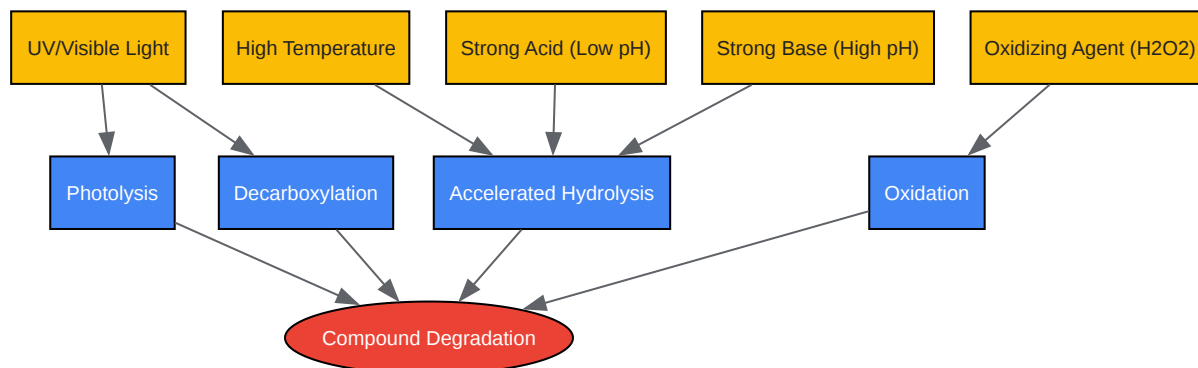 UV/Visible Light
High Temperature
Strong Acid (Low pH)
Strong Base (High pH)
Oxidizing Agent (H2O2)
Photolysis
Decarboxylation
Accelerated Hydrolysis
Oxidation
Compound Degradation